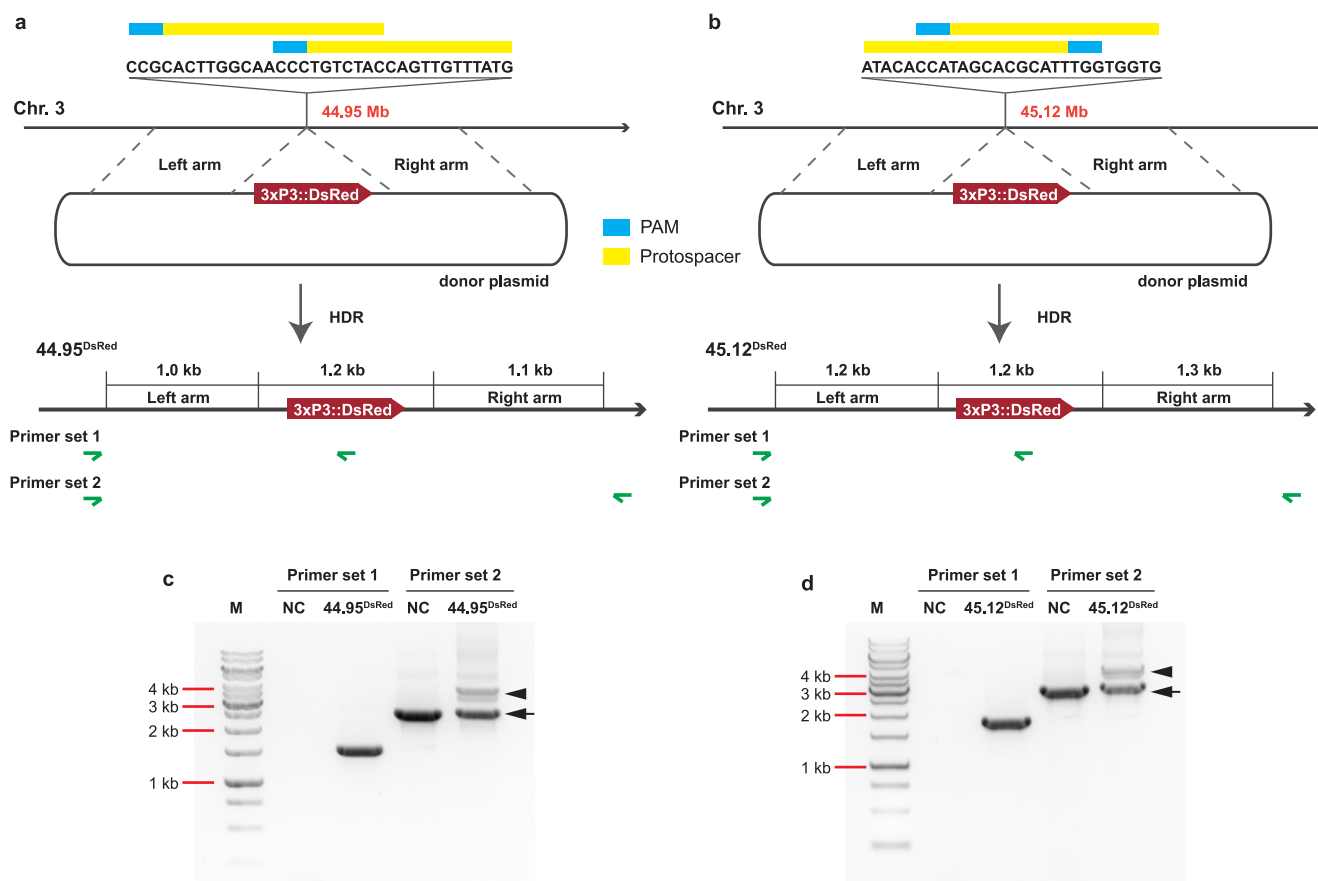 a
CCGCACTTGGCAACCCTGTCTACCAGTTGTTTATG
Chr. 3
44.95 Mb
Left arm
Right arm
3xP3::DsRed
donor plasmid
HDR
44.95DsRed
1.0 kb
1.2 kb
1.1 kb
Left arm
3xP3::DsRed
Right arm
Primer set 1
Primer set 2
PAM
Protospacer
b
ATACACCATAGCACGCATTTGGTGGTG
Chr. 3
45.12 Mb
Left arm
Right arm
3xP3::DsRed
donor plasmid
HDR
45.12DsRed
1.2 kb
1.2 kb
1.3 kb
Left arm
3xP3::DsRed
Right arm
Primer set 1
Primer set 2
c
Primer set 1
Primer set 2
M
NC
44.95DsRed
NC
44.95DsRed
4 kb
3 kb
2 kb
1 kb
d
Primer set 1
Primer set 2
M
NC
45.12DsRed
NC
45.12DsRed
4 kb
3 kb
2 kb
1 kb